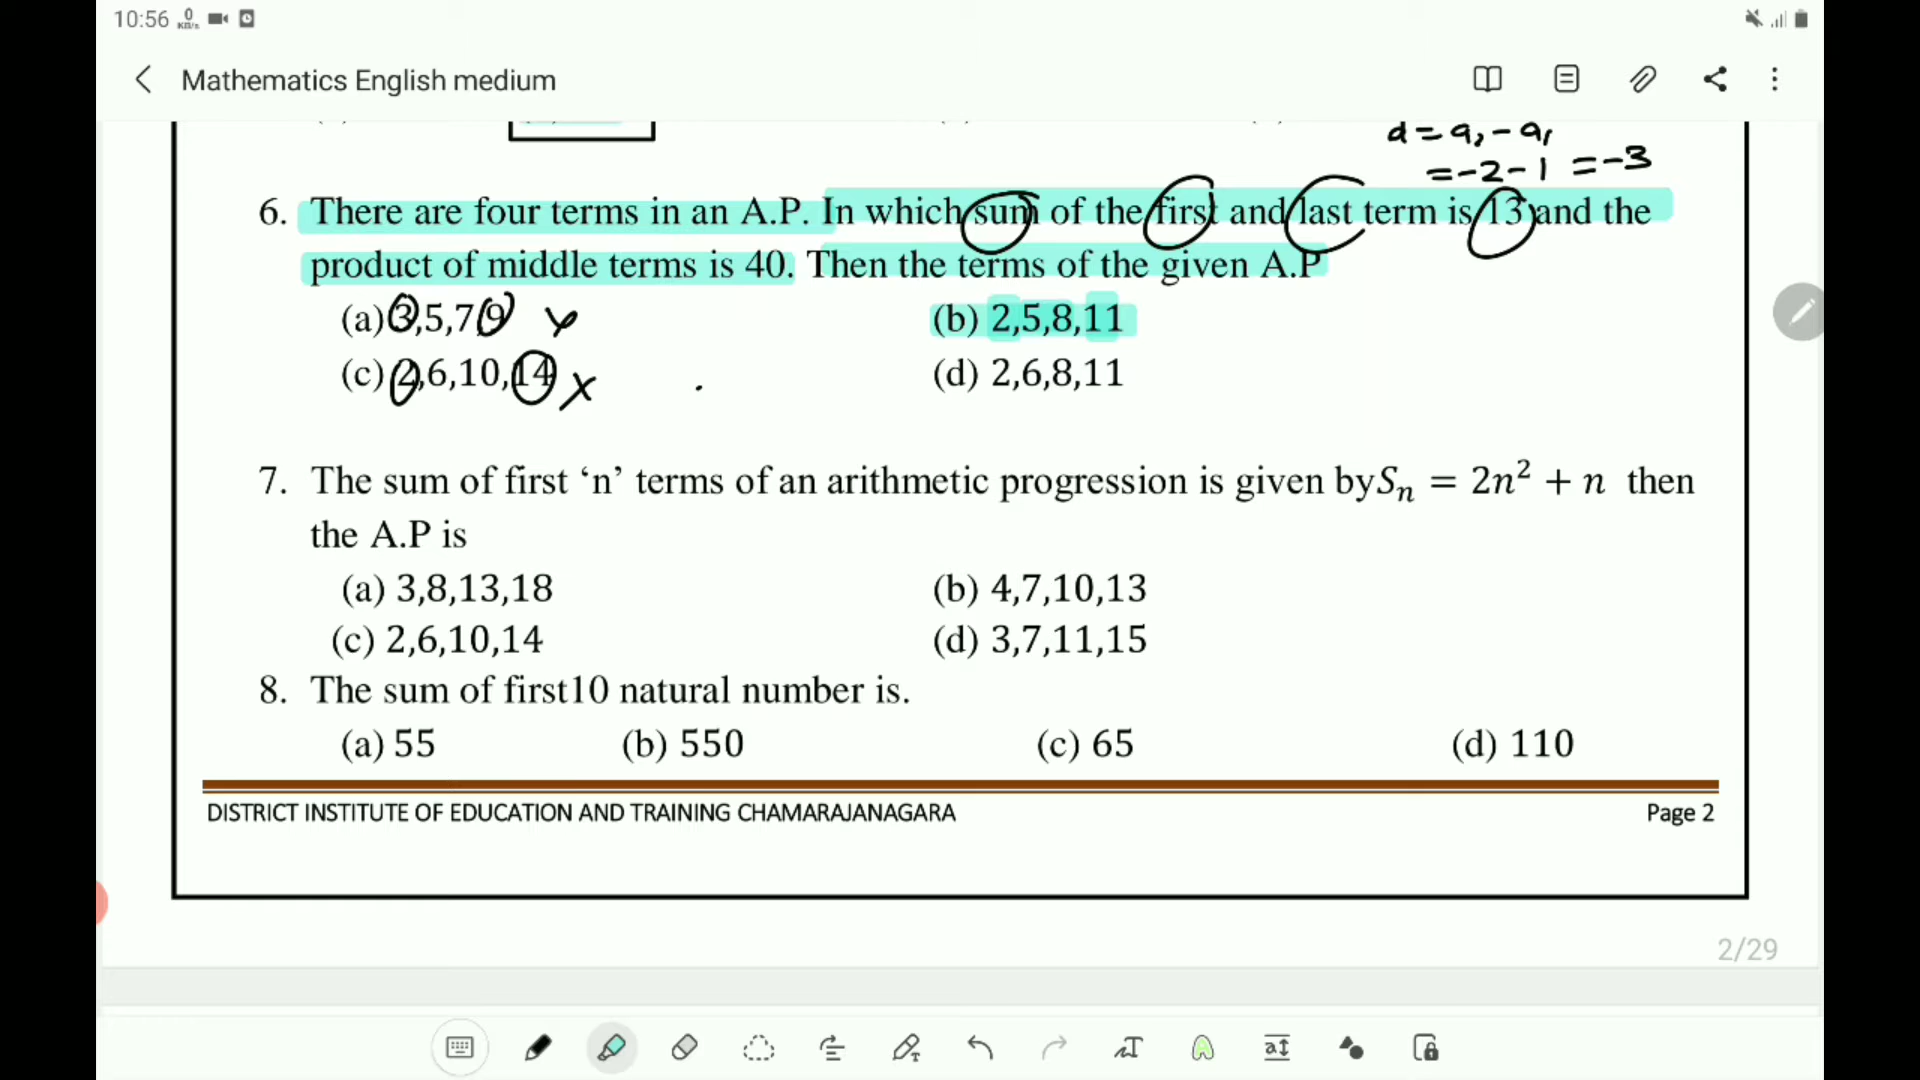 10:56 0 KB/s
Mathematics English medium
d = a₂ - a₁
= -2 - 1 = -3
6. There are four terms in an A.P. In which sum of the first and last term is 13 and the
product of middle terms is 40. Then the terms of the given A.P
(a) 3,5,7,9 x (b) 2,5,8,11
(c) 2,6,10,14 x (d) 2,6,8,11
7. The sum of first ‘n’ terms of an arithmetic progression is given by Sₙ = 2n² + n then
the A.P is
(a) 3,8,13,18 (b) 4,7,10,13
(c) 2,6,10,14 (d) 3,7,11,15
8. The sum of first10 natural number is.
(a) 55 (b) 550 (c) 65 (d) 110
DISTRICT INSTITUTE OF EDUCATION AND TRAINING CHAMARAJANAGARA Page 2
2/29